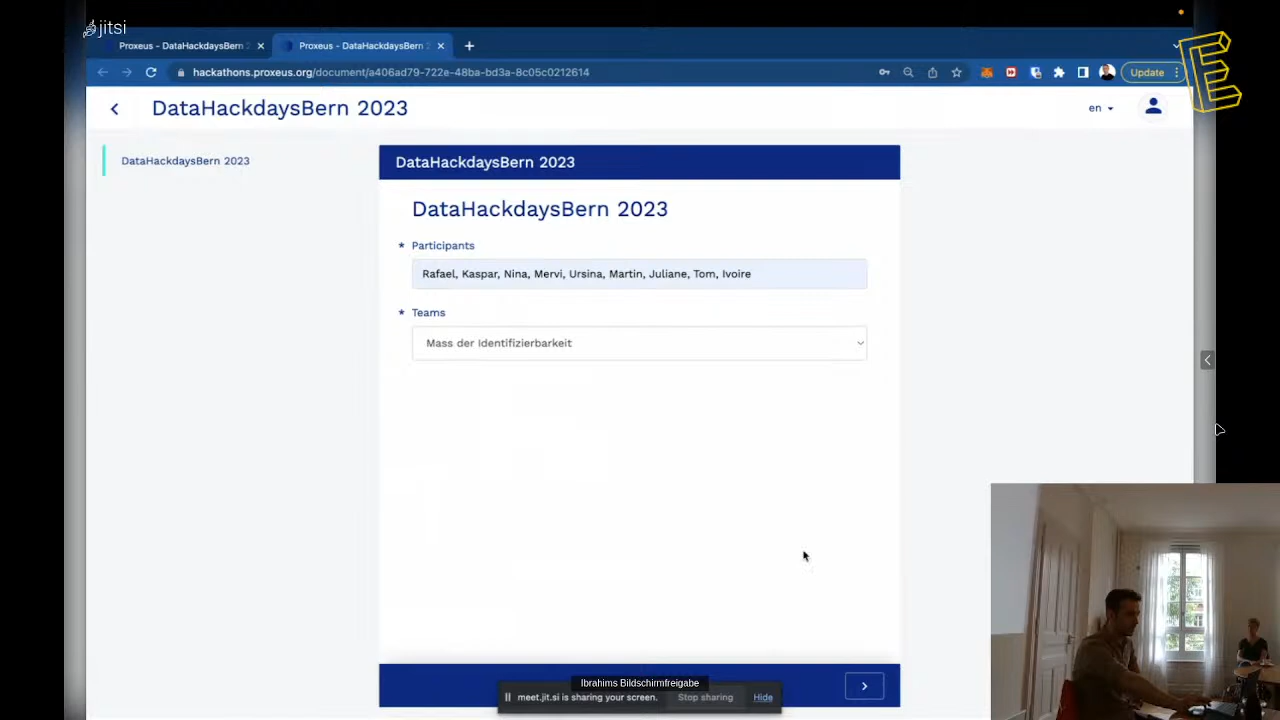 jitsi
Proxeus - DataHackdaysBern 2
Proxeus - DataHackdaysBern 2
hackathons.proxeus.org/document/a406ad79-722e-48ba-bd3a-8c05c0212614
Update
E
DataHackdaysBern 2023
en
DataHackdaysBern 2023
DataHackdaysBern 2023
DataHackdaysBern 2023
* Participants
Rafael, Kaspar, Nina, Mervi, Ursina, Martin, Juliane, Tom, Ivoire
* Teams
Mass der Identifizierbarkeit
Ibrahims Bildschirmfreigabe
meet.jit.si is sharing your screen.
Stop sharing
Hide